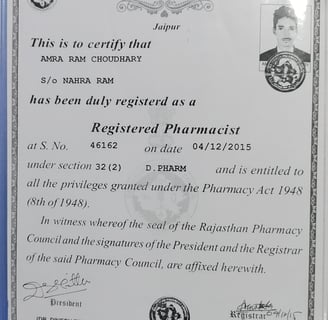 Jaipur
This is to certify that
AMRA RAM CHOUDHARY
S/o NAHRA RAM
has been duly registerd as a
Registered Pharmacist
at S. No. 46162 on date 04/12/2015
under section 32(2) D.PHARM and is entitled to
all the privileges granted under the Pharmacy Act 1948
(8th of 1948).
In witness whereof the seal of the Rajasthan Pharmacy
Council and the signatures of the President and the Registrar
of the said Pharmacy Council, are affixed herewith.
President
Registrar